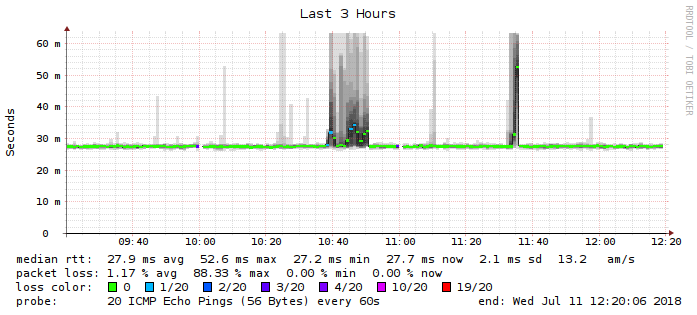 Last 3 Hours
RRDTOOL / TOBI OETIKER
Seconds
60 m
50 m
40 m
30 m
20 m
10 m
0
09:40 10:00 10:20 10:40 11:00 11:20 11:40 12:00 12:20
median rtt: 27.9 ms avg 52.6 ms max 27.2 ms min 27.7 ms now 2.1 ms sd 13.2 am/s
packet loss: 1.17 % avg 88.33 % max 0.00 % min 0.00 % now
loss color: 0 1/20 2/20 3/20 4/20 10/20 19/20
probe: 20 ICMP Echo Pings (56 Bytes) every 60s end: Wed Jul 11 12:20:06 2018